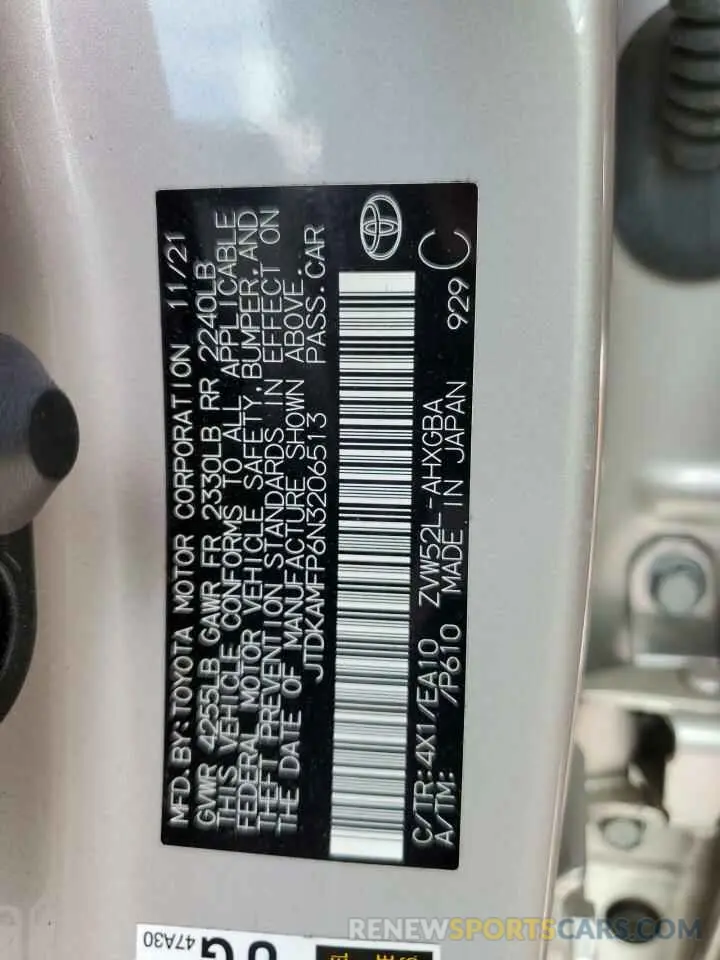 MFD.BY:TOYOTA MOTOR CORPORATION 11/21
GVWR 4255LB GAWR FR 2330LB RR 2240LB
THIS VEHICLE CONFORMS TO ALL APPLICABLE
FEDERAL MOTOR VEHICLE SAFETY,BUMPER,AND
THEFT PREVENTION STANDARDS IN EFFECT ON
THE DATE OF MANUFACTURE SHOWN ABOVE.
JTDKAMFP6N3206513 PASS.CAR
C/TR:4X1/EA10 ZVW52L-AHXGBA
A/TM: /P610 MADE IN JAPAN 929 C
47A30
RENEWSPORTSCARS.COM